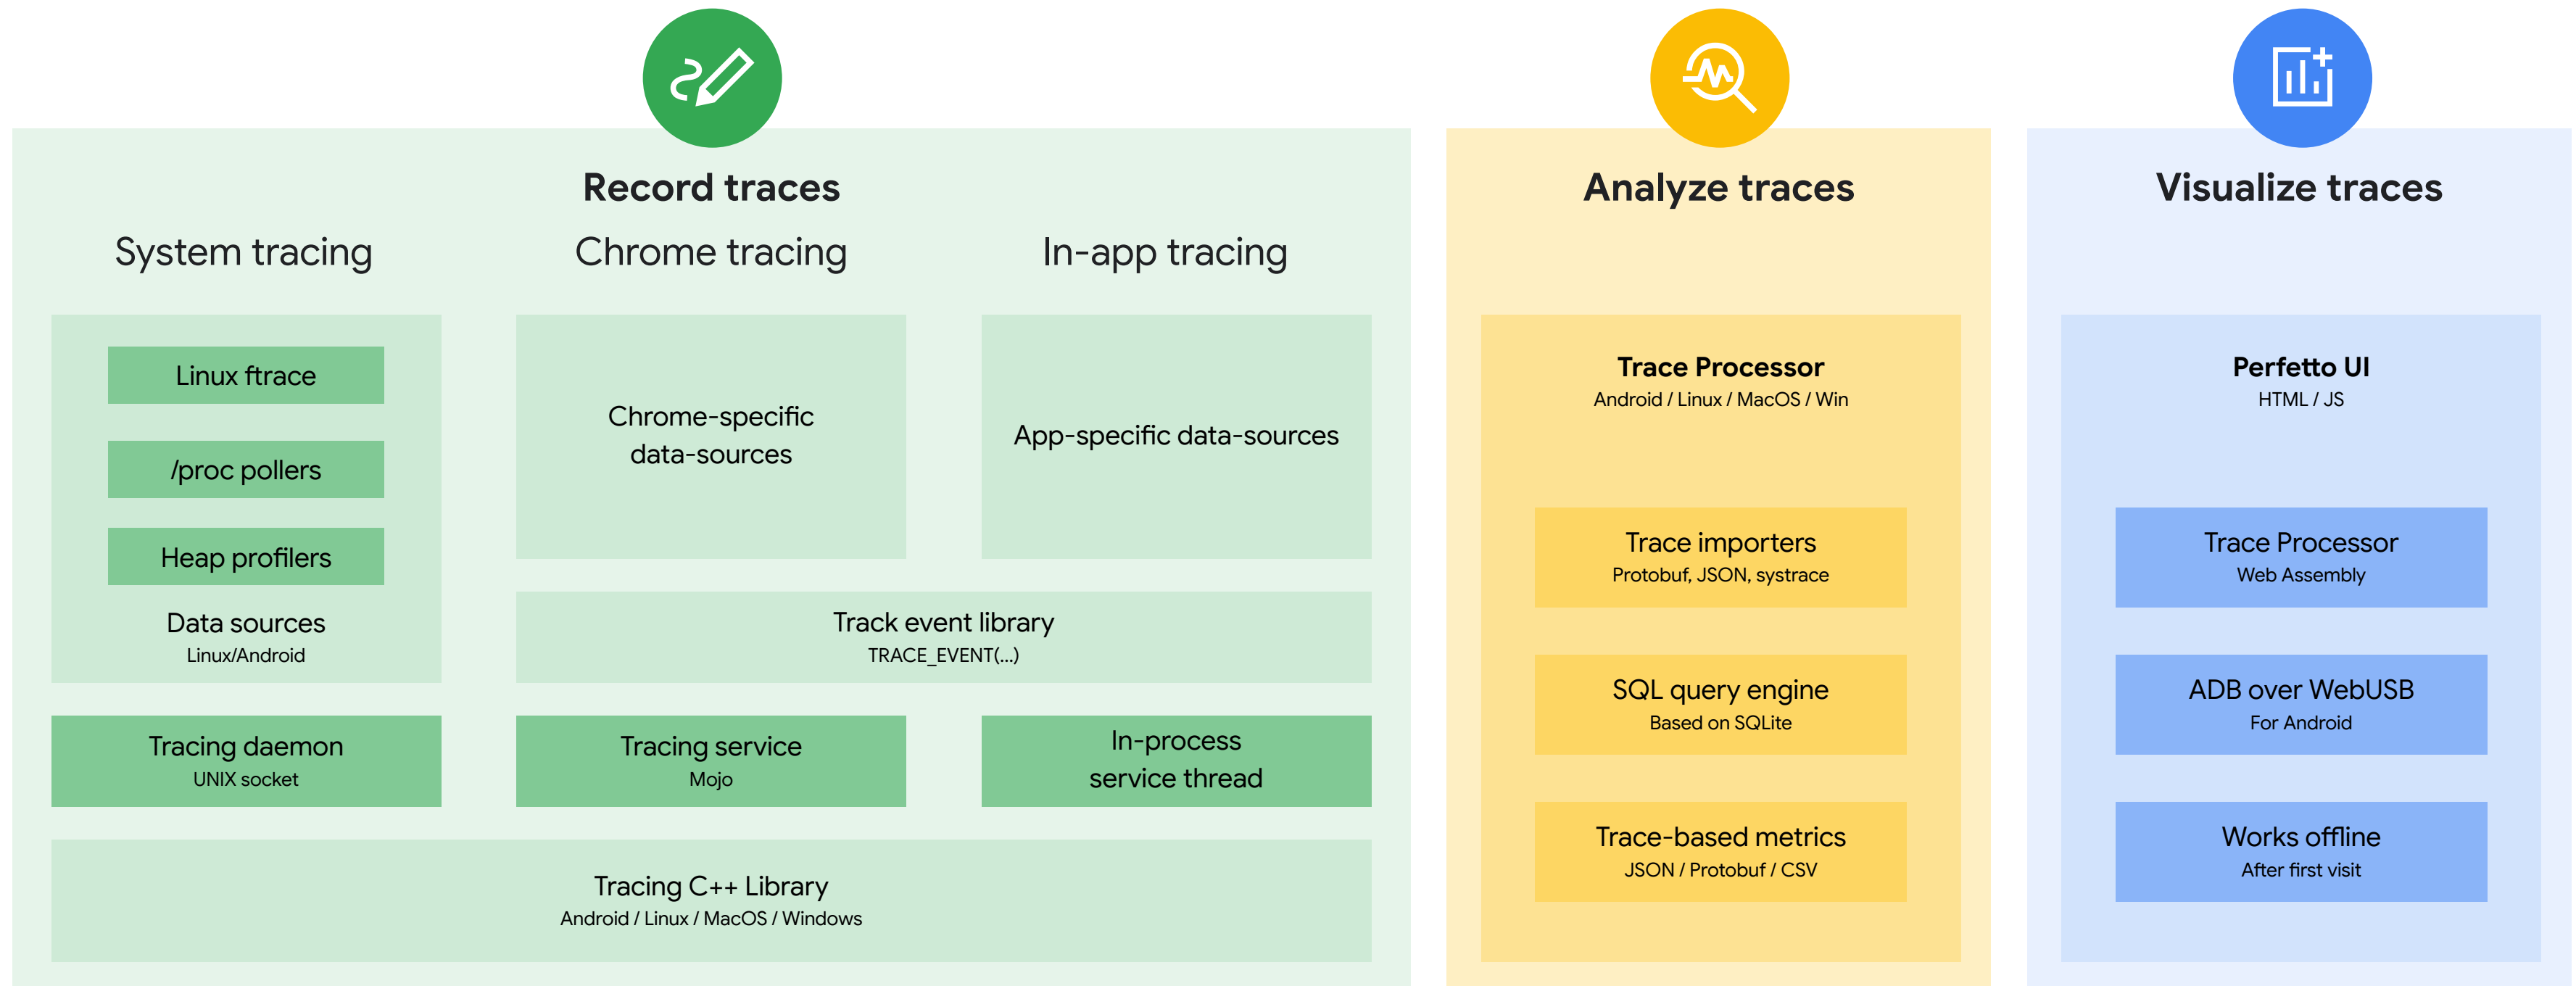 Record traces
System tracing
Chrome tracing
In-app tracing
Linux ftrace
/proc pollers
Heap profilers
Data sources
Linux/Android
Chrome-specific
data-sources
App-specific data-sources
Track event library
TRACE_EVENT(...)
Tracing daemon
UNIX socket
Tracing service
Mojo
In-process
service thread
Tracing C++ Library
Android / Linux / MacOS / Windows
Analyze traces
Trace Processor
Android / Linux / MacOS / Win
Trace importers
Protobuf, JSON, systrace
SQL query engine
Based on SQLite
Trace-based metrics
JSON / Protobuf / CSV
Visualize traces
Perfetto UI
HTML / JS
Trace Processor
Web Assembly
ADB over WebUSB
For Android
Works offline
After first visit